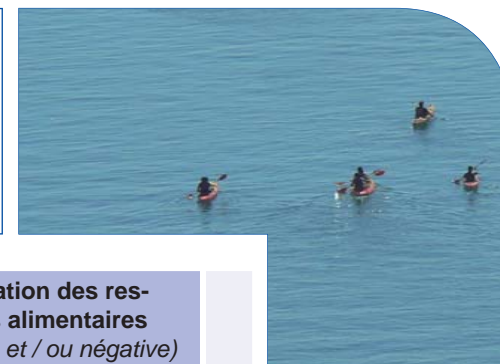 ation des res-
alimentaires
et / ou négative)